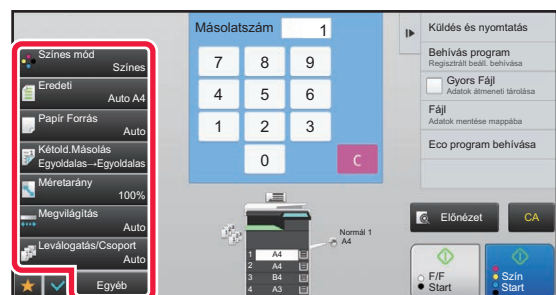 Színes mód
Színes
Eredeti
Auto A4
Papír Forrás
Auto
Kétold.Másolás
Egyoldalas→Egyoldalas
Méretarány
100%
Megvilágítás
Auto
Leválogatás/Csoport
Auto
Egyéb
Másolatszám 1
7 8 9
4 5 6
1 2 3
0 C
Normál 1
A4
1 A4
2 A4
3 B4
4 A3
Küldés és nyomtatás
Behívás program
Regisztrált beáll. behívása
Gyors Fájl
Adatok átmeneti tárolása
Fájl
Adatok mentése mappába
Eco program behívása
Előnézet CA
F/F
Start
Szín
Start